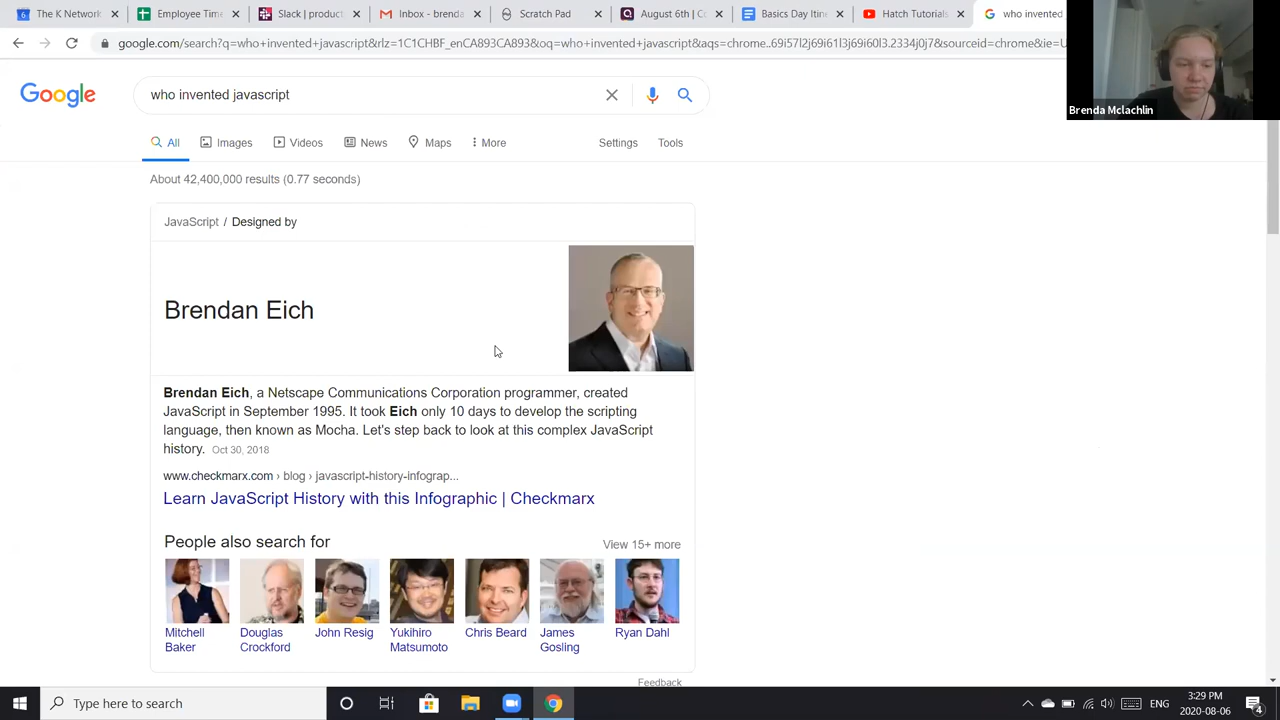 The K Network
Employee Time
Slack | product
Inbox - brenda
Scratch Pad
August 6th | Co
Basics Day Itine
Hatch Tutorials
who invented
google.com/search?q=who+invented+javascript&rlz=1C1CHBF_enCA893CA893&oq=who+invented+javascript&aqs=chrome..69i57l2j69i61l3j69i60l3.2334j0j7&sourceid=chrome&ie=U
Brenda Mclachlin
Google
who invented javascript
All
Images
Videos
News
Maps
More
Settings
Tools
About 42,400,000 results (0.77 seconds)
JavaScript / Designed by
Brendan Eich
Brendan Eich, a Netscape Communications Corporation programmer, created
JavaScript in September 1995. It took Eich only 10 days to develop the scripting
language, then known as Mocha. Let's step back to look at this complex JavaScript
history. Oct 30, 2018
www.checkmarx.com › blog › javascript-history-infograp...
Learn JavaScript History with this Infographic | Checkmarx
People also search for
View 15+ more
Mitchell
Baker
Douglas
Crockford
John Resig
Yukihiro
Matsumoto
Chris Beard
James
Gosling
Ryan Dahl
Feedback
Type here to search
ENG
3:29 PM
2020-08-06
4